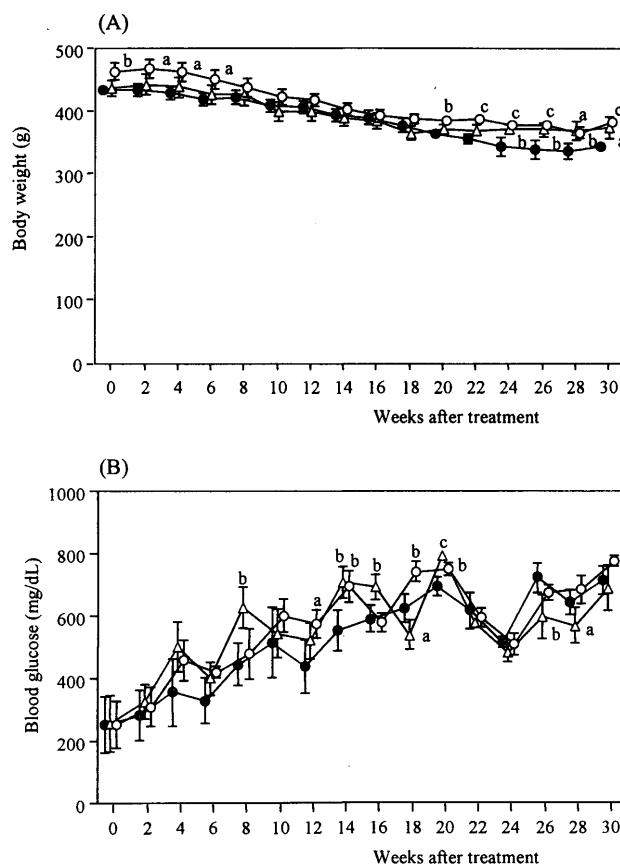 (A)
Body weight (g)
500
400
300
200
100
0
b a a a b c c a c
b b b a
0 2 4 6 8 10 12 14 16 18 20 22 24 26 28 30
Weeks after treatment
(B)
Blood glucose (mg/dL)
1000
800
600
400
200
0
b a b b b b a c b b a
0 2 4 6 8 10 12 14 16 18 20 22 24 26 28 30
Weeks after treatment